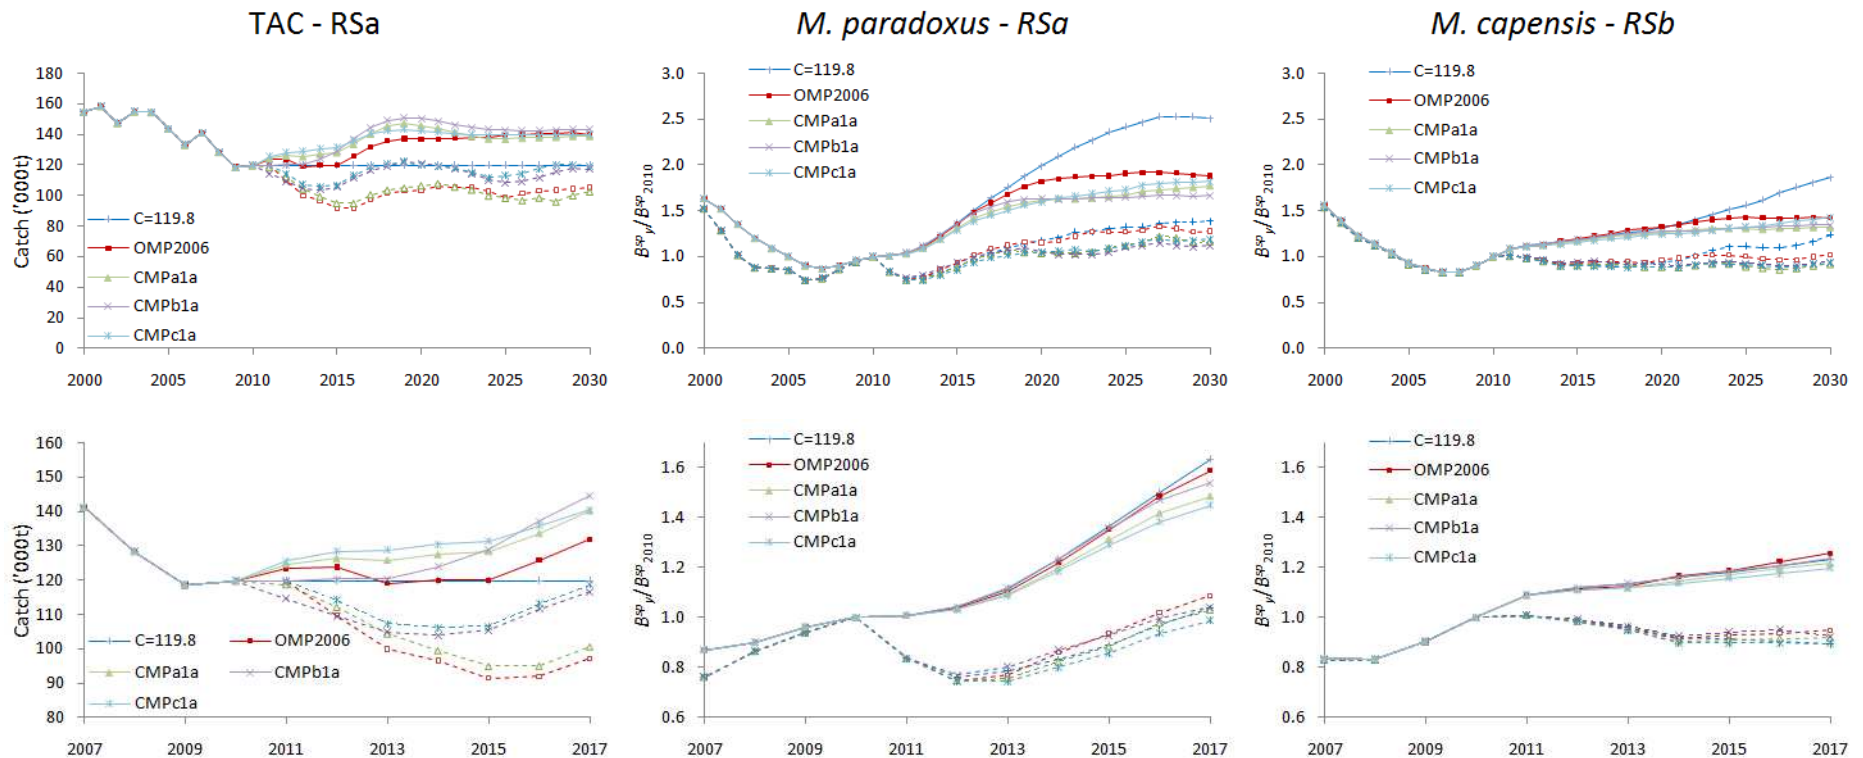 TAC - RSa
M. paradoxus - RSa
M. capensis - RSb
Catch ('000t)
180
160
140
120
100
80
60
40
20
0
C=119.8
OMP2006
CMPa1a
CMPb1a
CMPc1a
2000 2005 2010 2015 2020 2025 2030
B^sp_y/B^sp_2010
3.0
2.5
2.0
1.5
1.0
0.5
0.0
C=119.8
OMP2006
CMPa1a
CMPb1a
CMPc1a
2000 2005 2010 2015 2020 2025 2030
B^sp_y/B^sp_2010
3.0
2.5
2.0
1.5
1.0
0.5
0.0
C=119.8
OMP2006
CMPa1a
CMPb1a
CMPc1a
2000 2005 2010 2015 2020 2025 2030
Catch ('000t)
160
150
140
130
120
110
100
90
80
C=119.8 OMP2006
CMPa1a CMPb1a
CMPc1a
2007 2009 2011 2013 2015 2017
B^sp_y/B^sp_2010
1.6
1.4
1.2
1.0
0.8
0.6
C=119.8
OMP2006
CMPa1a
CMPb1a
CMPc1a
2007 2009 2011 2013 2015 2017
B^sp_y/B^sp_2010
1.6
1.4
1.2
1.0
0.8
0.6
C=119.8
OMP2006
CMPa1a
CMPb1a
CMPc1a
2007 2009 2011 2013 2015 2017